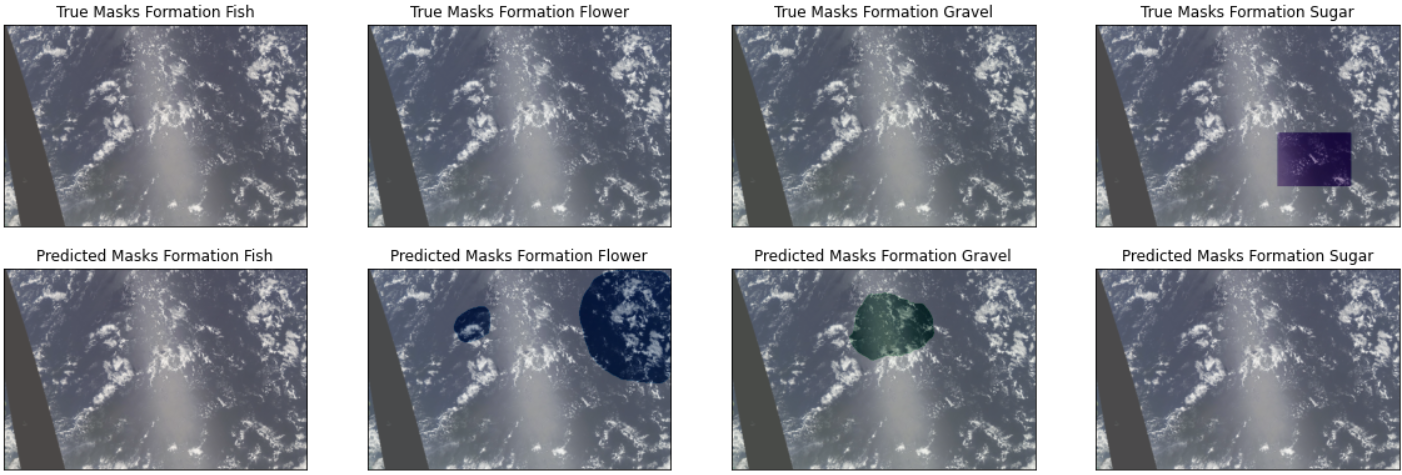 True Masks Formation Fish
True Masks Formation Flower
True Masks Formation Gravel
True Masks Formation Sugar
Predicted Masks Formation Fish
Predicted Masks Formation Flower
Predicted Masks Formation Gravel
Predicted Masks Formation Sugar